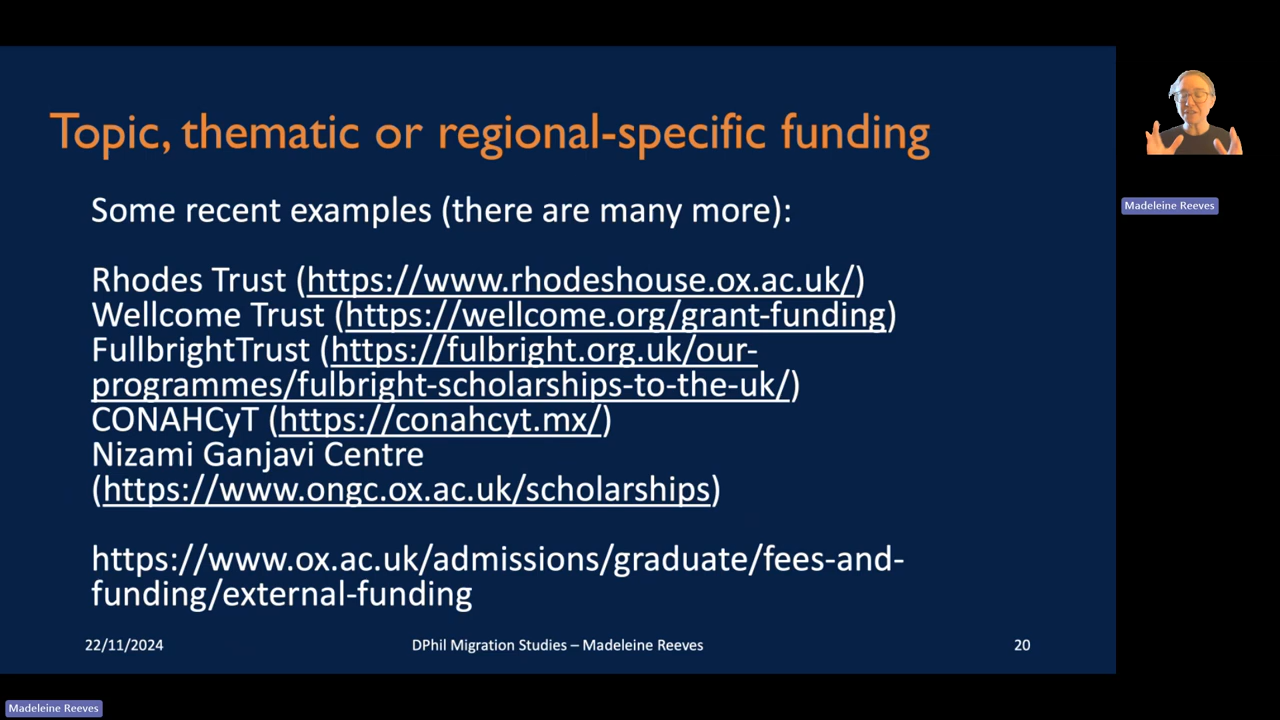 Topic, thematic or regional-specific funding
Some recent examples (there are many more):
Rhodes Trust (https://www.rhodeshouse.ox.ac.uk/)
Wellcome Trust (https://wellcome.org/grant-funding)
FullbrightTrust (https://fulbright.org.uk/our-
programmes/fulbright-scholarships-to-the-uk/)
CONAHCyT (https://conahcyt.mx/)
Nizami Ganjavi Centre
(https://www.ongc.ox.ac.uk/scholarships)
https://www.ox.ac.uk/admissions/graduate/fees-and-
funding/external-funding
22/11/2024
DPhil Migration Studies – Madeleine Reeves
20
Madeleine Reeves
Madeleine Reeves